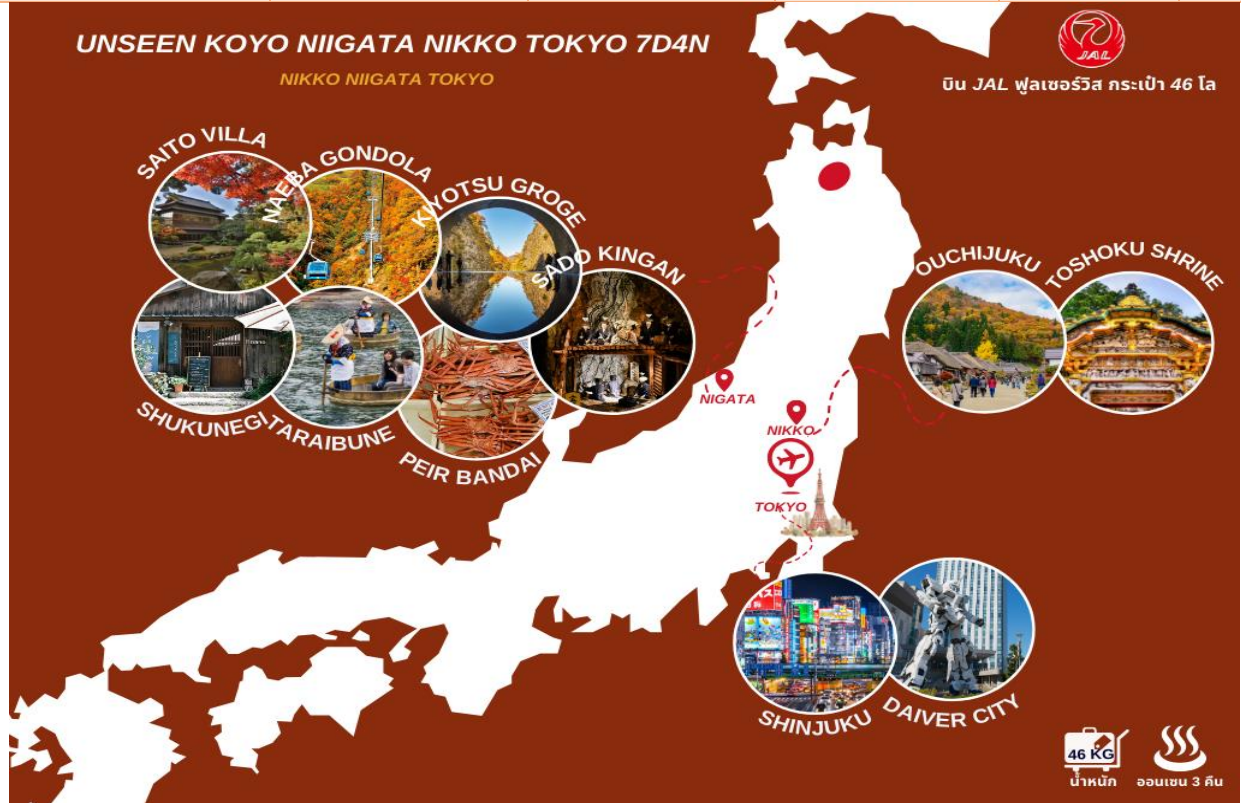 UNSEEN KOYO NIIGATA NIKKO TOKYO 7D4N
NIKKO NIIGATA TOKYO
JAL
บิน JAL ฟูลเซอร์วิส กระเป๋า 46 โล
SAITO VILLA
NAEBA GONDOLA
KIYOTSU GROGE
SADO KINGAN
OUCHIJUKU
TOSHOKU SHRINE
SHUKUNEGI
TARAIBUNE
PEIR BANDAI
NIGATA
NIKKO
TOKYO
SHINJUKU
DAIVER CITY
46 KG
น้ำหนัก
ออนเซน 3 คืน